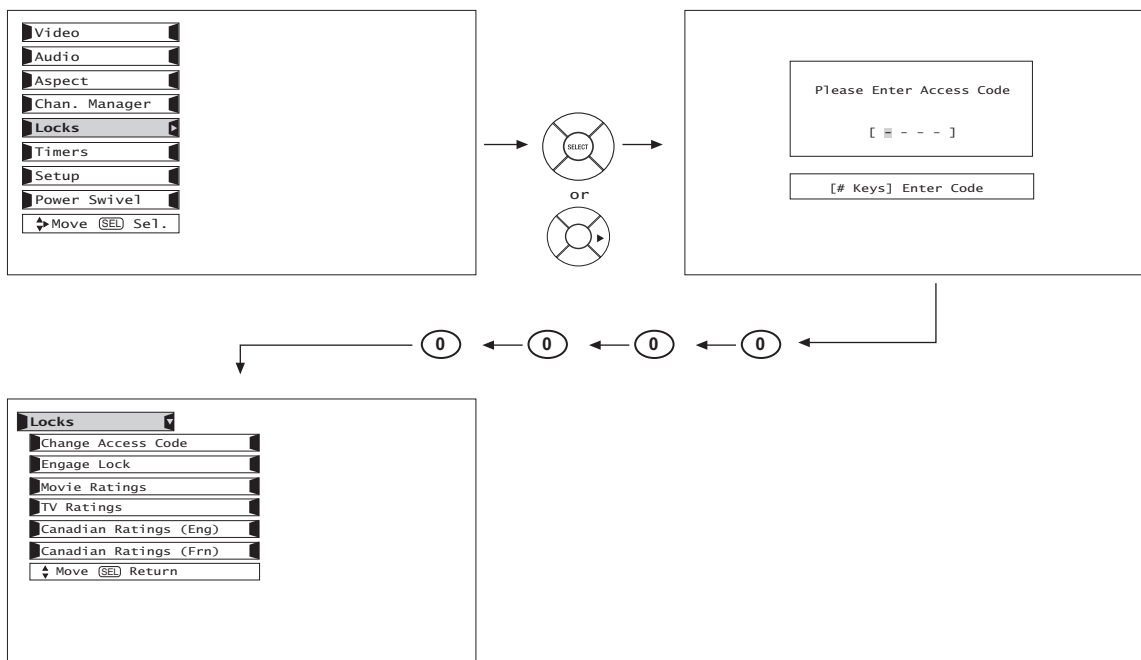 Video
Audio
Aspect
Chan. Manager
Locks
Timers
Setup
Power Swivel
Move SEL Sel.
SELECT
or
Please Enter Access Code
[ - - - - ]
[# Keys] Enter Code
0 0 0 0
Locks
Change Access Code
Engage Lock
Movie Ratings
TV Ratings
Canadian Ratings (Eng)
Canadian Ratings (Frn)
Move SEL Return